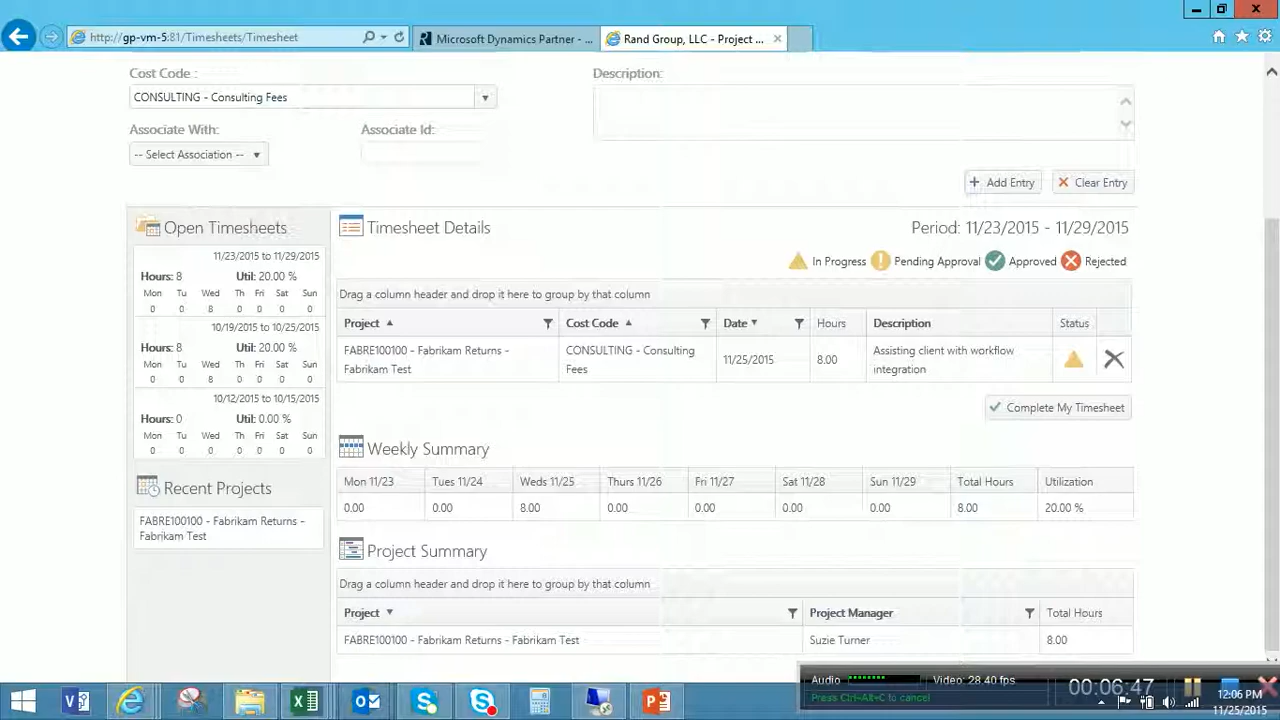 http://gp-vm-5:81/Timesheets/Timesheet
Microsoft Dynamics Partner - ...
Rand Group, LLC - Project ...
Cost Code :
Description:
CONSULTING - Consulting Fees
Associate With:
Associate Id:
-- Select Association --
Add Entry
Clear Entry
Open Timesheets
11/23/2015 to 11/29/2015
Hours: 8 Util: 20.00 %
Mon Tu Wed Th Fri Sat Sun
0 0 8 0 0 0 0
10/19/2015 to 10/25/2015
Hours: 8 Util: 20.00 %
Mon Tu Wed Th Fri Sat Sun
0 0 8 0 0 0 0
10/12/2015 to 10/15/2015
Hours: 0 Util: 0.00 %
Mon Tu Wed Th Fri Sat Sun
0 0 0 0 0 0 0
Recent Projects
FABRE100100 - Fabrikam Returns -
Fabrikam Test
Timesheet Details
Period: 11/23/2015 - 11/29/2015
In Progress Pending Approval Approved Rejected
Drag a column header and drop it here to group by that column
Project Cost Code Date Hours Description Status
FABRE100100 - Fabrikam Returns -
Fabrikam Test
CONSULTING - Consulting
Fees
11/25/2015
8.00
Assisting client with workflow
integration
Complete My Timesheet
Weekly Summary
Mon 11/23 Tues 11/24 Weds 11/25 Thurs 11/26 Fri 11/27 Sat 11/28 Sun 11/29 Total Hours Utilization
0.00 0.00 8.00 0.00 0.00 0.00 0.00 8.00 20.00 %
Project Summary
Drag a column header and drop it here to group by that column
Project Project Manager Total Hours
FABRE100100 - Fabrikam Returns - Fabrikam Test Suzie Turner 8.00
Audio Video: 28.40 fps
Press Ctrl+Alt+C to cancel
00:06:47
12:06 PM
11/25/2015